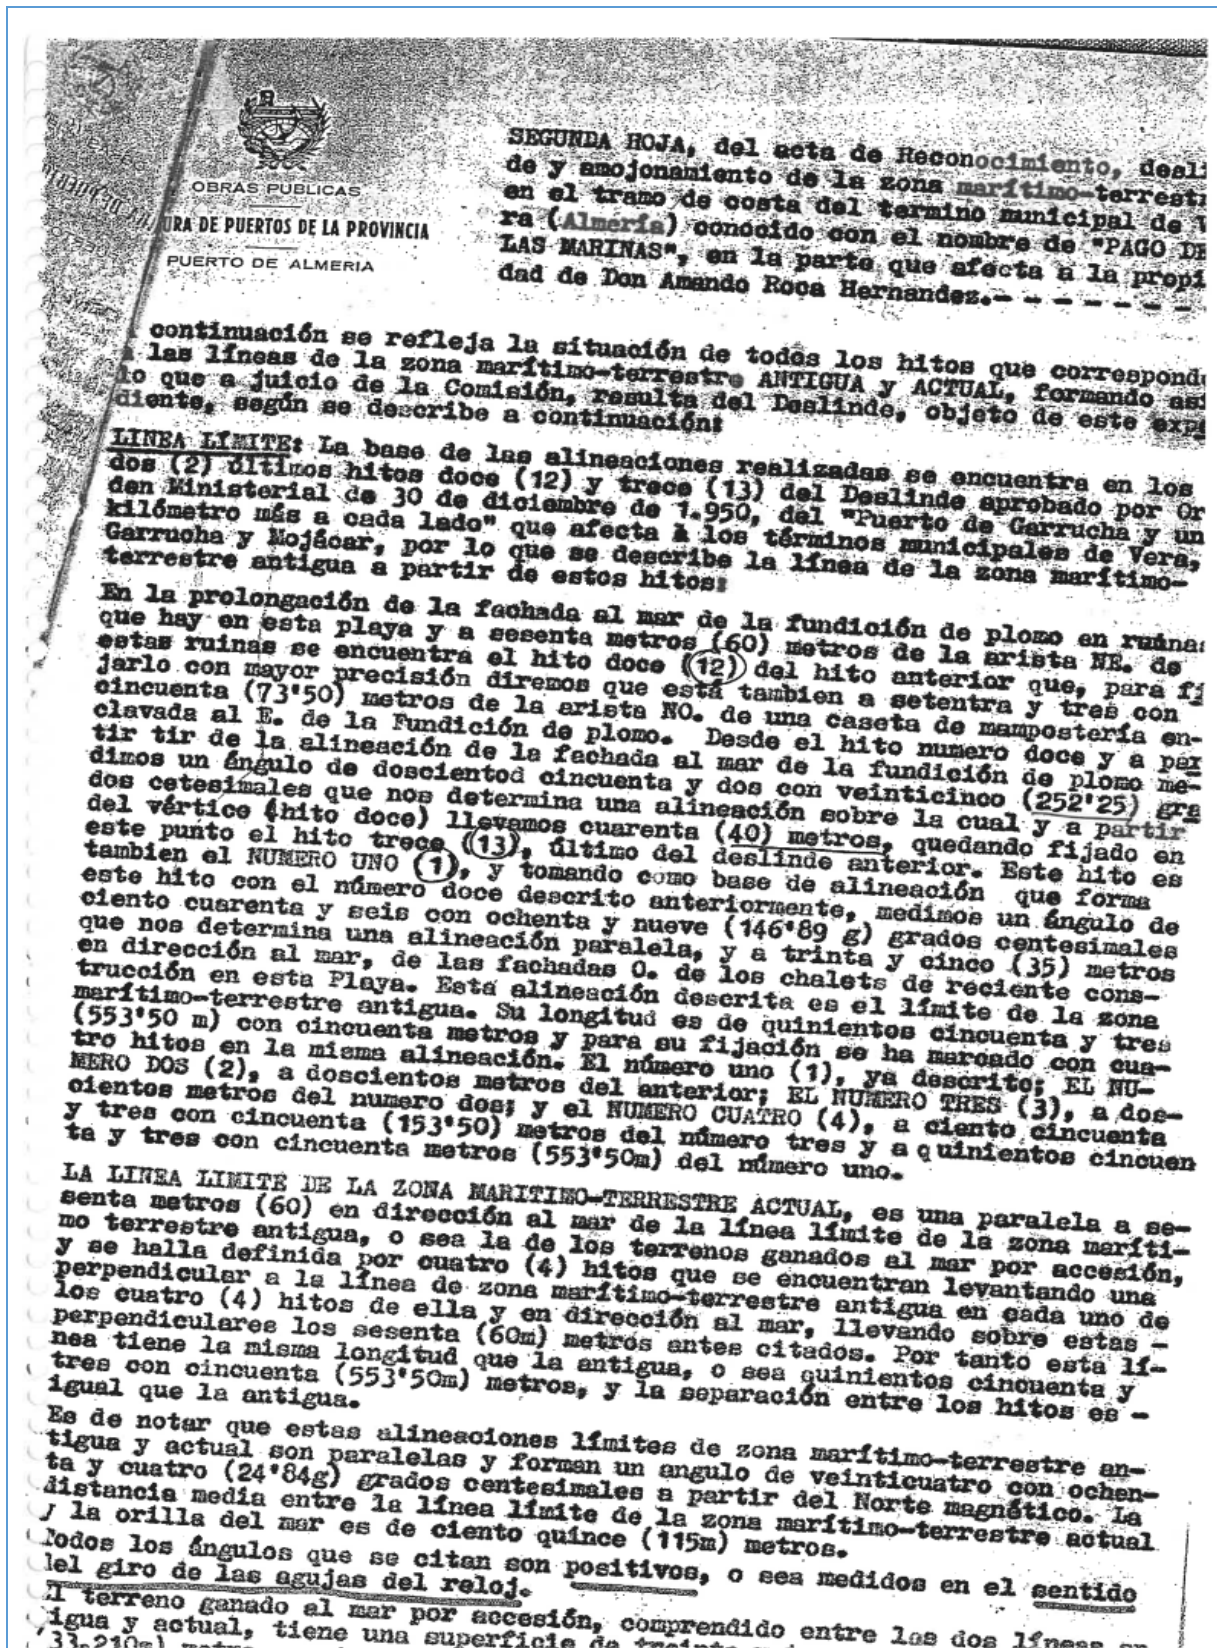 OBRAS PUBLICAS
URA DE PUERTOS DE LA PROVINCIA
PUERTO DE ALMERIA
SEGUNDA HOJA, del acta de Reconocimiento, desli
de y amojonamiento de la zona marítimo-terrest
en el tramo de costa del termino municipal de V
ra (Almería) conocido con el nombre de "PAGO DE
LAS MARINAS", en la parte que afecta a la propi
dad de Don Amando Roca Hernandez.- - - - - - - -
continuación se refleja la situación de todos los hitos que correspond
a las líneas de la zona marítimo-terrestre ANTIGUA y ACTUAL, formando así
lo que a juicio de la Comisión, resulta del Deslinde, objeto de este exp
diente, según se describe a continuación:
LINEA LÍMITE: La base de las alineaciones realizadas se encuentra en los
dos (2) últimos hitos doce (12) y trece (13) del Deslinde aprobado por Or
den Ministerial de 30 de diciembre de 1.950, del "Puerto de Garrucha y un
kilómetro más a cada lado" que afecta a los términos municipales de Vera,
Garrucha y Mojácar, por lo que se describe la línea de la zona marítimo-
terrestre antigua a partir de estos hitos:
En la prolongación de la fachada al mar de la fundición de plomo en ruinas
que hay en esta playa y a sesenta metros (60) metros de la arista NE. de
estas ruinas se encuentra el hito doce (12) del hito anterior que, para fi
jarlo con mayor precisión diremos que está tambien a setentra y tres con
cincuenta (73'50) metros de la arista NO. de una caseta de mampostería en-
clavada al E. de la Fundición de plomo. Desde el hito numero doce y a par
tir tir de la alineación de la fachada al mar de la fundición de plomo me-
dimos un ángulo de doscientod cincuenta y dos con veinticinco (252'25) gra
dos cetesimales que nos determina una alineación sobre la cual y a partir
del vértice (hito doce) llevamos cuarenta (40) metros, quedando fijado en
este punto el hito trece (13), último del deslinde anterior. Este hito es
tambien el NUMERO UNO (1), y tomando como base de alineación que forma
este hito con el número doce descrito anteriormente, medimos un ángulo de
ciento cuarenta y seis con ochenta y nueve (146'89 g) grados centesimales
que nos determina una alineación paralela, y a trinta y cinco (35) metros
en dirección al mar, de las fachadas O. de los chalets de reciente cons-
trucción en esta Playa. Esta alineación descrita es el límite de la zona
marítimo-terrestre antigua. Su longitud es de quinientos cincuenta y tres
(553'50 m) con cincuenta metros y para su fijación se ha marcado con cua-
tro hitos en la misma alineación. El número uno (1), ya descrito; EL NU-
MERO DOS (2), a doscientos metros del anterior; EL NUMERO TRES (3), a dos-
cientos metros del numero dos; y el NUMERO CUATRO (4), a ciento cincuenta
y tres con cincuenta (153'50) metros del número tres y a quinientos cincuen
ta y tres con cincuenta metros (553'50m) del número uno.
LA LINEA LIMITE DE LA ZONA MARITIMO-TERRESTRE ACTUAL, es una paralela a se-
senta metros (60) en dirección al mar de la línea límite de la zona maríti-
mo terrestre antigua, o sea la de los terrenos ganados al mar por accesión,
y se halla definida por cuatro (4) hitos que se encuentran levantando una
perpendicular a la línea de zona marítimo-terrestre antigua en cada uno de
los cuatro (4) hitos de ella y en dirección al mar, llevando sobre estas -
perpendiculares los sesenta (60m) metros antes citados. Por tanto esta lí-
nea tiene la misma longitud que la antigua, o sea quinientos cincuenta y
tres con cincuenta (553'50m) metros, y la separación entre los hitos es -
igual que la antigua.
Es de notar que estas alineaciones límites de zona marítimo-terrestre an-
tigua y actual son paralelas y forman un angulo de veinticuatro con ochen-
ta y cuatro (24'84g) grados centesimales a partir del Norte magnético. La
distancia media entre la línea límite de la zona marítimo-terrestre actual
y la orilla del mar es de ciento quince (115m) metros.
Todos los ángulos que se citan son positivos, o sea medidos en el sentido
del giro de las agujas del reloj.
El terreno ganado al mar por accesión, comprendido entre las dos líneas
igua y actual, tiene una superficie de
33.210m)